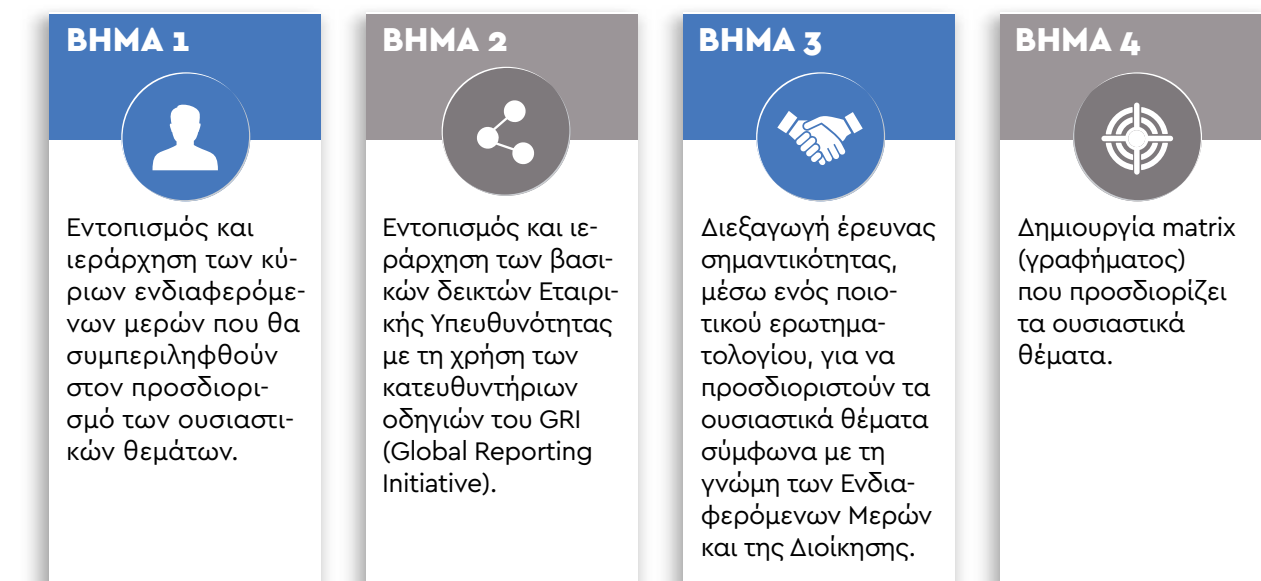 ΒΗΜΑ 1
Εντοπισμός και
ιεράρχηση των κύ-
ριων ενδιαφερόμε-
νων μερών που θα
συμπεριληφθούν
στον προσδιορι-
σμό των ουσιαστι-
κών θεμάτων.
ΒΗΜΑ 2
Εντοπισμός και ιε-
ράρχηση των βασι-
κών δεικτών Εταιρι-
κής Υπευθυνότητας
με τη χρήση των
κατευθυντήριων
οδηγιών του GRI
(Global Reporting
Initiative).
ΒΗΜΑ 3
Διεξαγωγή έρευνας
σημαντικότητας,
μέσω ενός ποιο-
τικού ερωτημα-
τολογίου, για να
προσδιοριστούν τα
ουσιαστικά θέματα
σύμφωνα με τη
γνώμη των Ενδια-
φερόμενων Μερών
και της Διοίκησης.
ΒΗΜΑ 4
Δημιουργία matrix
(γραφήματος)
που προσδιορίζει
τα ουσιαστικά
θέματα.